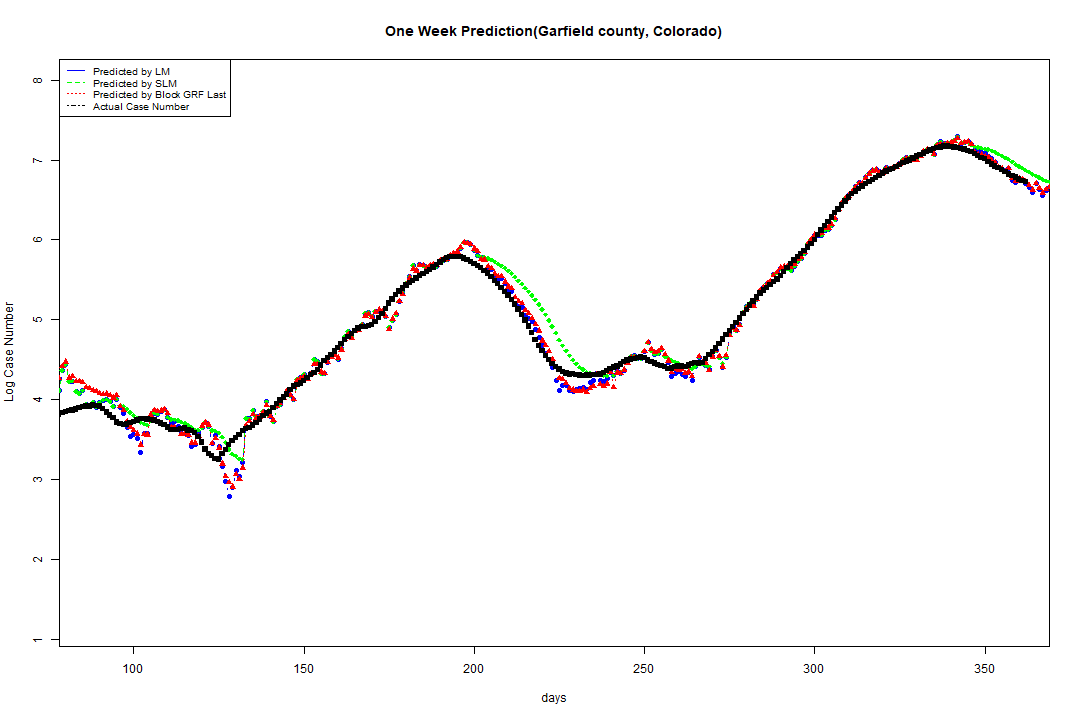 One Week Prediction(Garfield county, Colorado)
Predicted by LM
Predicted by SLM
Predicted by Block GRF Last
Actual Case Number
8
7
6
5
4
3
2
1
Log Case Number
100 150 200 250 300 350
days